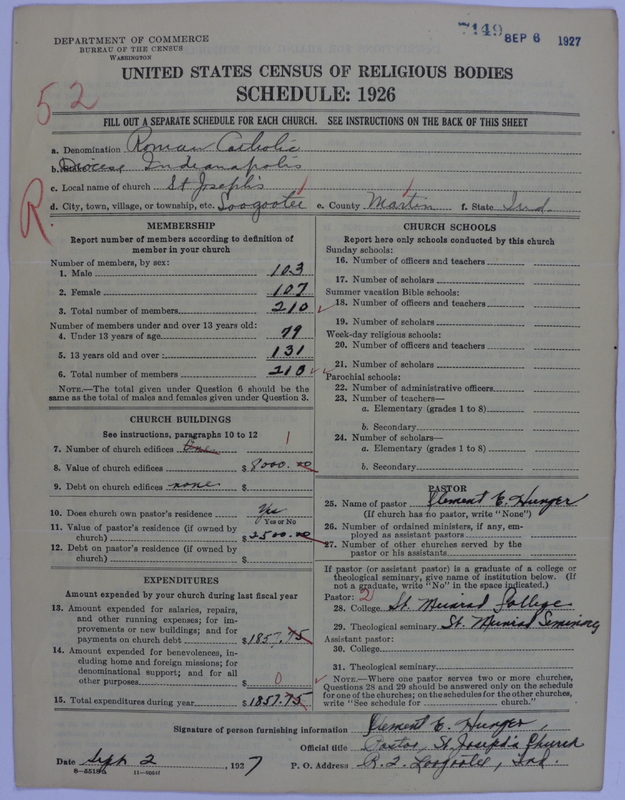 7149
SEP 6 1927
DEPARTMENT OF COMMERCE
BUREAU OF THE CENSUS
WASHINGTON
UNITED STATES CENSUS OF RELIGIOUS BODIES
SCHEDULE: 1926
52
FILL OUT A SEPARATE SCHEDULE FOR EACH CHURCH. SEE INSTRUCTIONS ON THE BACK OF THIS SHEET
a. Denomination Roman Catholic
b. Diocese Indianapolis
c. Local name of church St Joseph's
d. City, town, village, or township, etc. Loogootee e. County Martin f. State Ind.
R.
MEMBERSHIP
Report number of members according to definition of
member in your church
Number of members, by sex:
1. Male 103
2. Female 107
3. Total number of members 210
Number of members under and over 13 years old:
4. Under 13 years of age 79
5. 13 years old and over: 131
6. Total number of members 210
NOTE.—The total given under Question 6 should be the
same as the total of males and females given under Question 3.
CHURCH BUILDINGS
See instructions, paragraphs 10 to 12
7. Number of church edifices One 1
8. Value of church edifices $ 8000.00
9. Debt on church edifices none $
10. Does church own pastor's residence Yes
Yes or No
11. Value of pastor's residence (if owned by
church) $ 2500.00
12. Debt on pastor's residence (if owned by
church) $
EXPENDITURES
Amount expended by your church during last fiscal year
13. Amount expended for salaries, repairs,
and other running expenses; for im-
provements or new buildings; and for
payments on church debt $ 1857.75
14. Amount expended for benevolences, in-
cluding home and foreign missions; for
denominational support; and for all
other purposes $ 0
15. Total expenditures during year $ 1857.75
CHURCH SCHOOLS
Report here only schools conducted by this church
Sunday schools:
16. Number of officers and teachers
17. Number of scholars
Summer vacation Bible schools:
18. Number of officers and teachers
19. Number of scholars
Week-day religious schools:
20. Number of officers and teachers
21. Number of scholars
Parochial schools:
22. Number of administrative officers
23. Number of teachers—
a. Elementary (grades 1 to 8)
b. Secondary
24. Number of scholars—
a. Elementary (grades 1 to 8)
b. Secondary
PASTOR
25. Name of pastor Clement E. Hunger
(If church has no pastor, write "None")
26. Number of ordained ministers, if any, em-
ployed as assistant pastors
27. Number of other churches served by the
pastor or his assistants
If pastor (or assistant pastor) is a graduate of a college or
theological seminary, give name of institution below. (If
not a graduate, write "No" in the space indicated.)
Pastor: 2
28. College St. Meinrad College
29. Theological seminary St. Meinrad Seminary
Assistant pastor:
30. College
31. Theological seminary
NOTE.—Where one pastor serves two or more churches,
Questions 28 and 29 should be answered only on the schedule
for one of the churches; on the schedules for the other churches,
write "See schedule for church."
Signature of person furnishing information Clement E. Hunger,
Official title Pastor, St. Joseph's Church
Date Sept 2, 1927 P. O. Address R. 2. Loogootee, Ind.